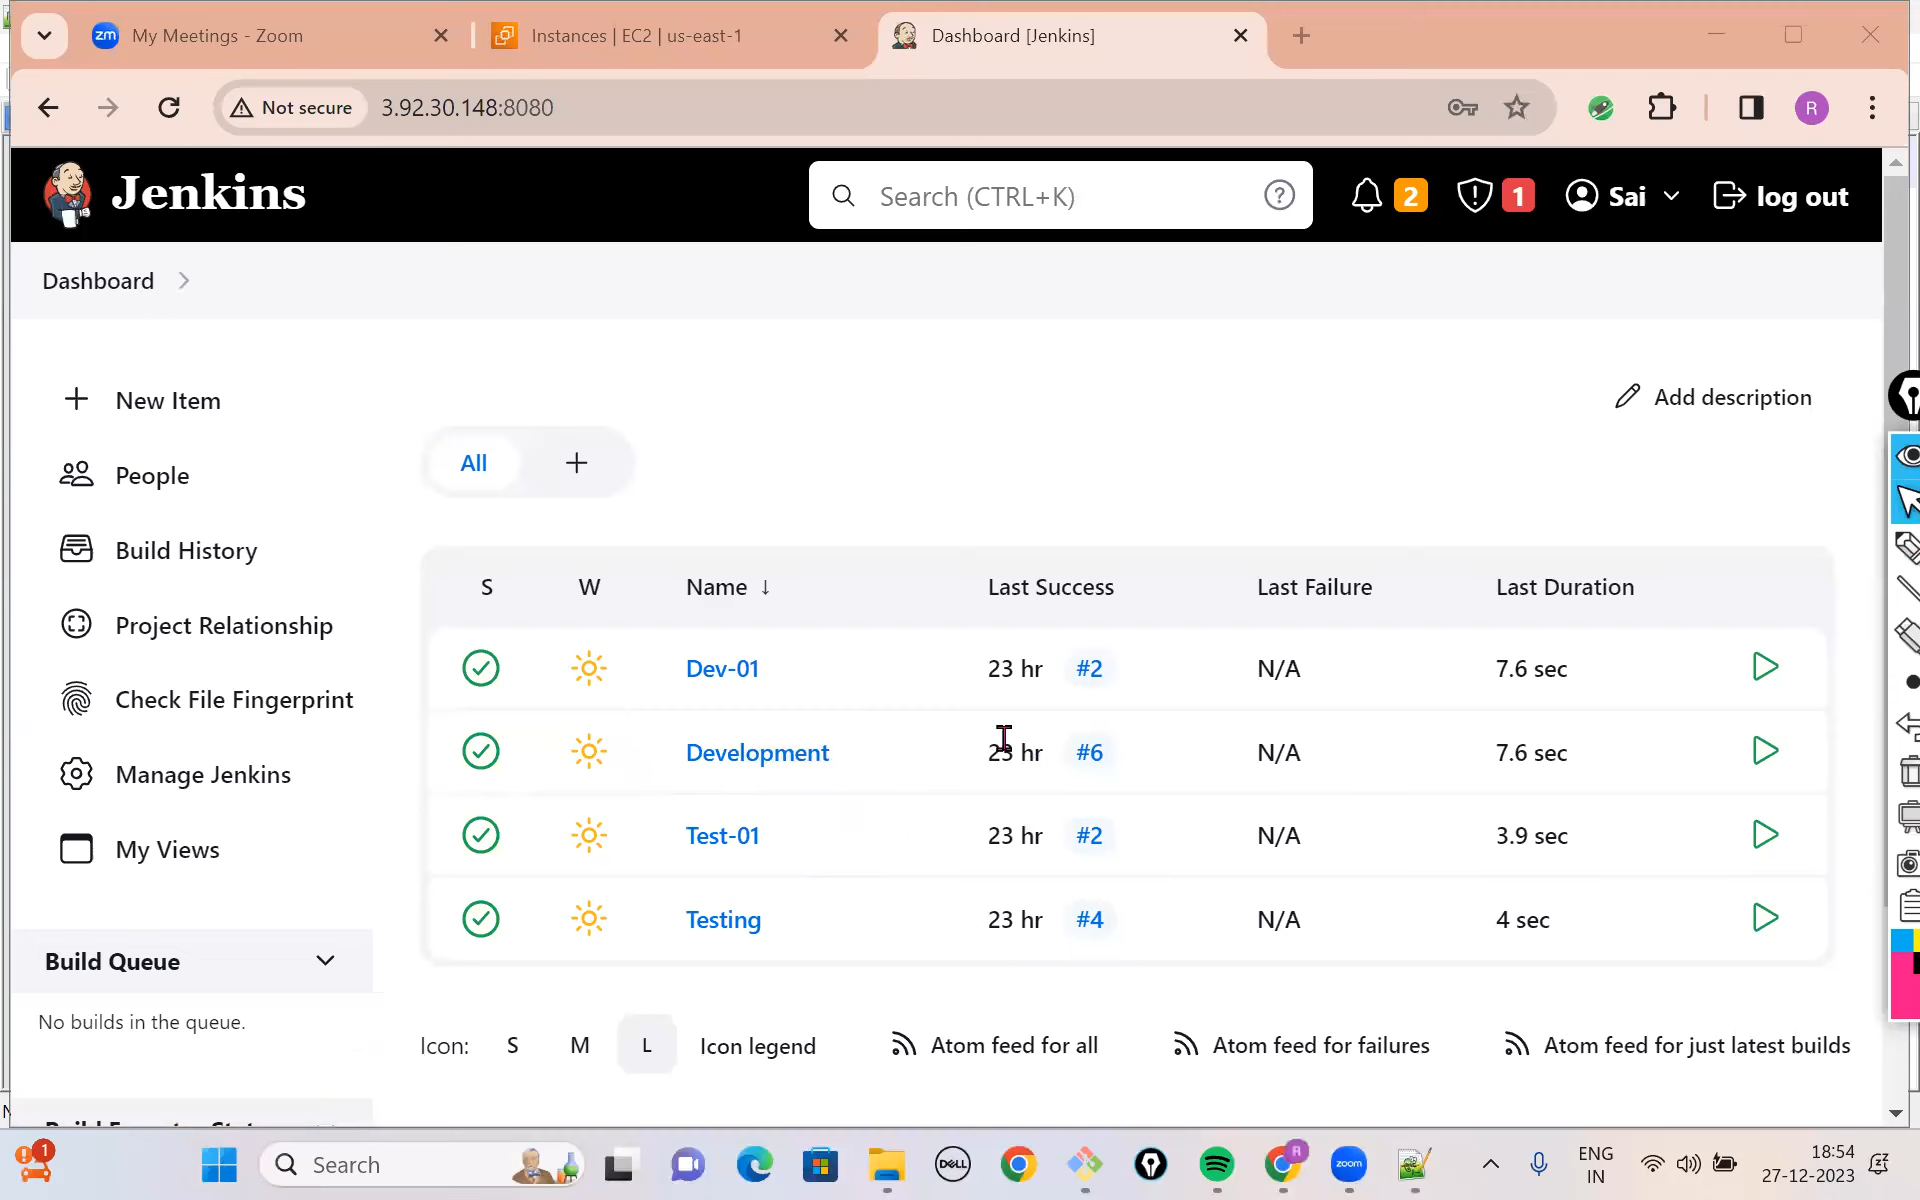 My Meetings - Zoom
Instances | EC2 | us-east-1
Dashboard [Jenkins]
Not secure
3.92.30.148:8080
R
Jenkins
Search (CTRL+K)
2
1
Sai
log out
Dashboard
New Item
People
Build History
Project Relationship
Check File Fingerprint
Manage Jenkins
My Views
Build Queue
No builds in the queue.
Add description
All
S W Name ↓ Last Success Last Failure Last Duration
Dev-01 23 hr #2 N/A 7.6 sec
Development 23 hr #6 N/A 7.6 sec
Test-01 23 hr #2 N/A 3.9 sec
Testing 23 hr #4 N/A 4 sec
Icon: S M L Icon legend Atom feed for all Atom feed for failures Atom feed for just latest builds
1
Search
DELL
R
zoom
ENG
IN
18:54
27-12-2023
zm